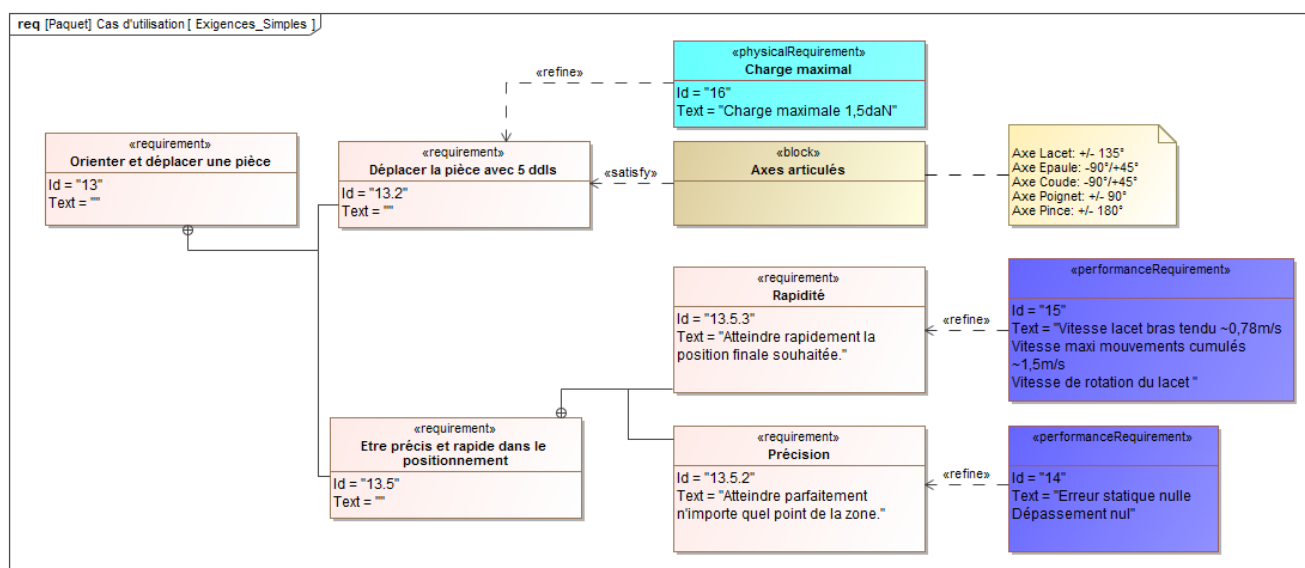 req [Paquet] Cas d'utilisation [ Exigences_Simples ]
«physicalRequirement»
Charge maximal
Id = "16"
Text = "Charge maximale 1,5daN"
«refine»
«requirement»
Orienter et déplacer une pièce
Id = "13"
Text = ""
«requirement»
Déplacer la pièce avec 5 ddls
Id = "13.2"
Text = ""
«satisfy»
«block»
Axes articulés
Axe Lacet: +/- 135°
Axe Epaule: -90°/+45°
Axe Coude: -90°/+45°
Axe Poignet: +/- 90°
Axe Pince: +/- 180°
«requirement»
Rapidité
Id = "13.5.3"
Text = "Atteindre rapidement la
position finale souhaitée."
«refine»
«performanceRequirement»
Id = "15"
Text = "Vitesse lacet bras tendu ~0,78m/s
Vitesse maxi mouvements cumulés
~1,5m/s
Vitesse de rotation du lacet "
«requirement»
Etre précis et rapide dans le
positionnement
Id = "13.5"
Text = ""
«requirement»
Précision
Id = "13.5.2"
Text = "Atteindre parfaitement
n'importe quel point de la zone."
«refine»
«performanceRequirement»
Id = "14"
Text = "Erreur statique nulle
Dépassement nul"